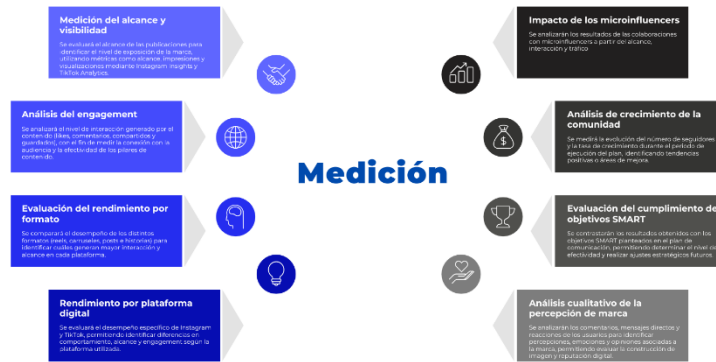 Medición del alcance y
visibilidad
Se evaluará el alcance de las publicaciones para
identificar el nivel de exposición de la marca,
utilizando métricas como alcance, impresiones y
visualizaciones mediante Instagram Insights y
TikTok Analytics.
Análisis del engagement
Se analizará el nivel de interacción generado por el
contenido (likes, comentarios, compartidos y
guardados), con el fin de medir la conexión con la
audiencia y la efectividad de los pilares de
contenido.
Evaluación del rendimiento por
formato
Se comparará el desempeño de los distintos
formatos (reels, carruseles, posts e historias) para
identificar cuáles generan mayor interacción y
alcance en cada plataforma.
Rendimiento por plataforma
digital
Se evaluará el desempeño específico de Instagram
y TikTok, permitiendo identificar diferencias en
comportamiento, alcance y engagement según la
plataforma utilizada.
Medición
Impacto de los microinfluencers
Se analizarán los resultados de las colaboraciones
con microinfluencers a partir del alcance,
interacción y tráfico
Análisis de crecimiento de la
comunidad
Se medirá la evolución del número de seguidores
y la tasa de crecimiento durante el periodo de
ejecución del plan, identificando tendencias
positivas o áreas de mejora.
Evaluación del cumplimiento de
objetivos SMART
Se contrastarán los resultados obtenidos con los
objetivos SMART planteados en el plan de
comunicación, permitiendo determinar el nivel de
efectividad y realizar ajustes estratégicos futuros.
Análisis cualitativo de la
percepción de marca
Se analizarán los comentarios, mensajes directos y
reacciones de los usuarios para identificar
percepciones, emociones y opiniones asociadas a
la marca, permitiendo evaluar la construcción de
imagen y reputación digital.